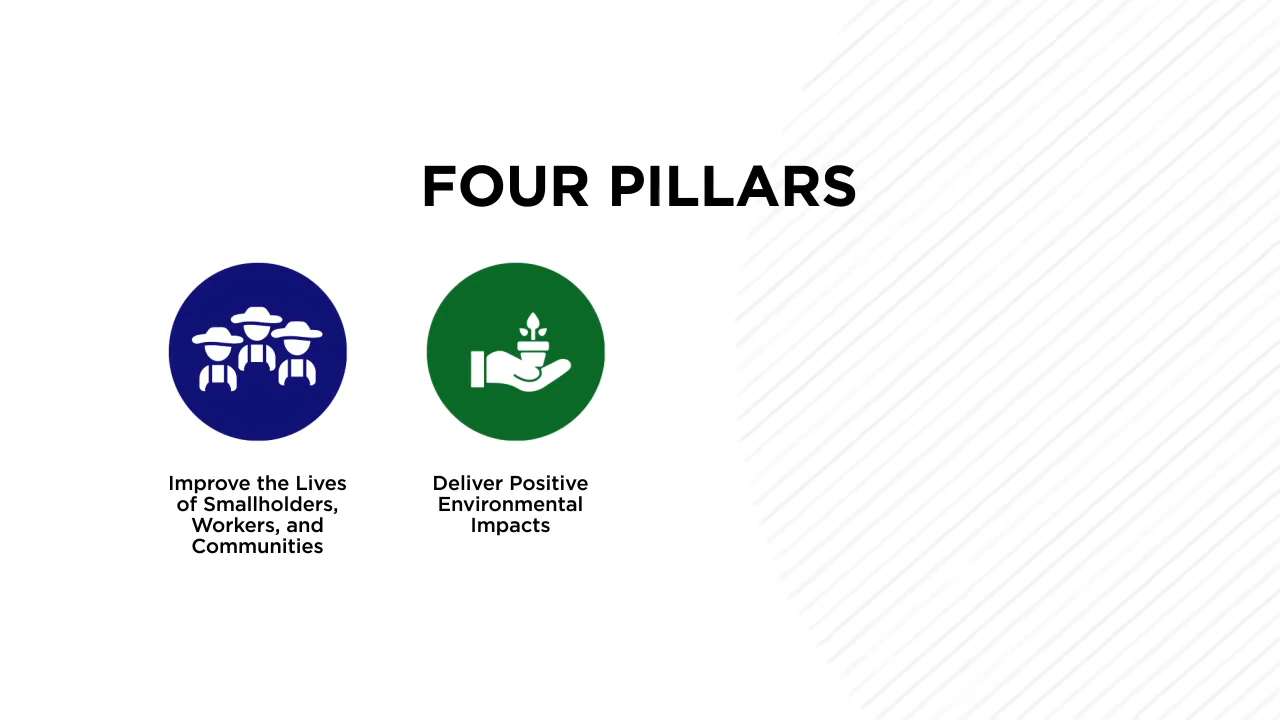 FOUR PILLARS
Improve the Lives
of Smallholders,
Workers, and
Communities
Deliver Positive
Environmental
Impacts